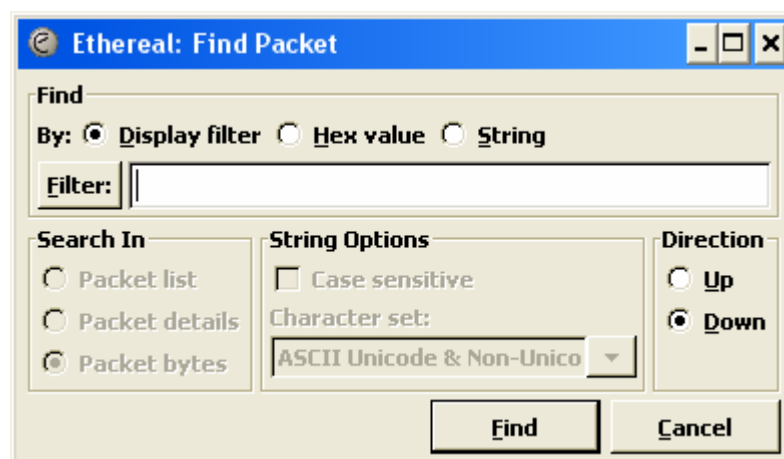 Ethereal: Find Packet
Find
By: Display filter Hex value String
Filter:
Search In
Packet list
Packet details
Packet bytes
String Options
Case sensitive
Character set:
ASCII Unicode & Non-Unico
Direction
Up
Down
Find Cancel